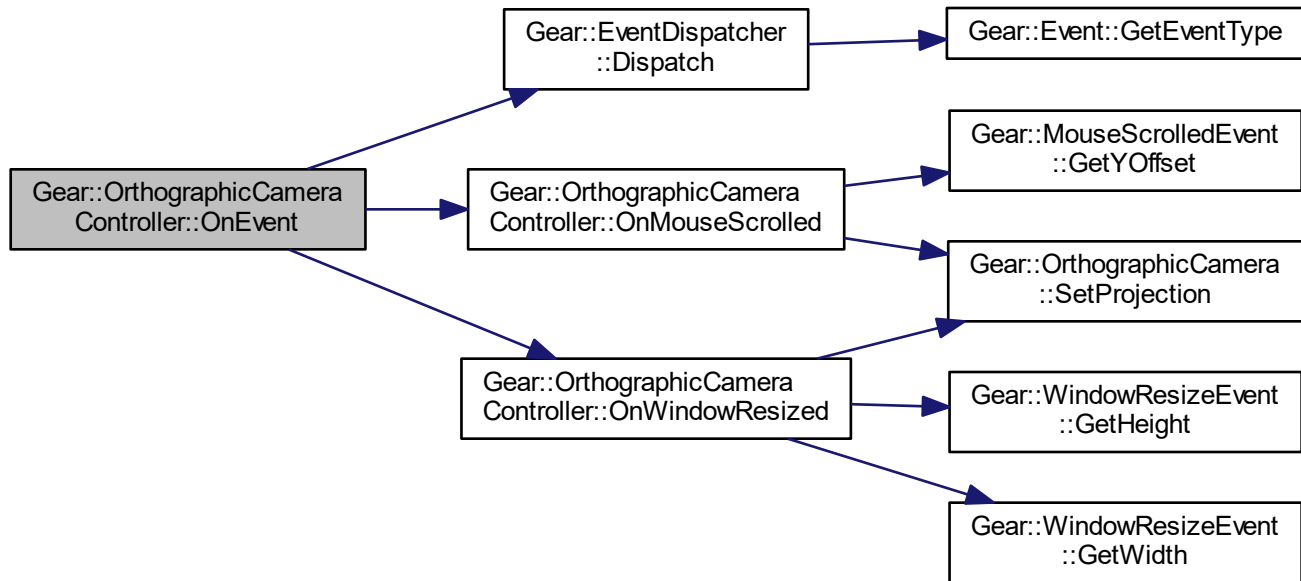 Gear::OrthographicCamera
Controller::OnEvent
Gear::EventDispatcher
::Dispatch
Gear::Event::GetEventType
Gear::OrthographicCamera
Controller::OnMouseScrolled
Gear::MouseScrolledEvent
::GetYOffset
Gear::OrthographicCamera
::SetProjection
Gear::OrthographicCamera
Controller::OnWindowResized
Gear::WindowResizeEvent
::GetHeight
Gear::WindowResizeEvent
::GetWidth